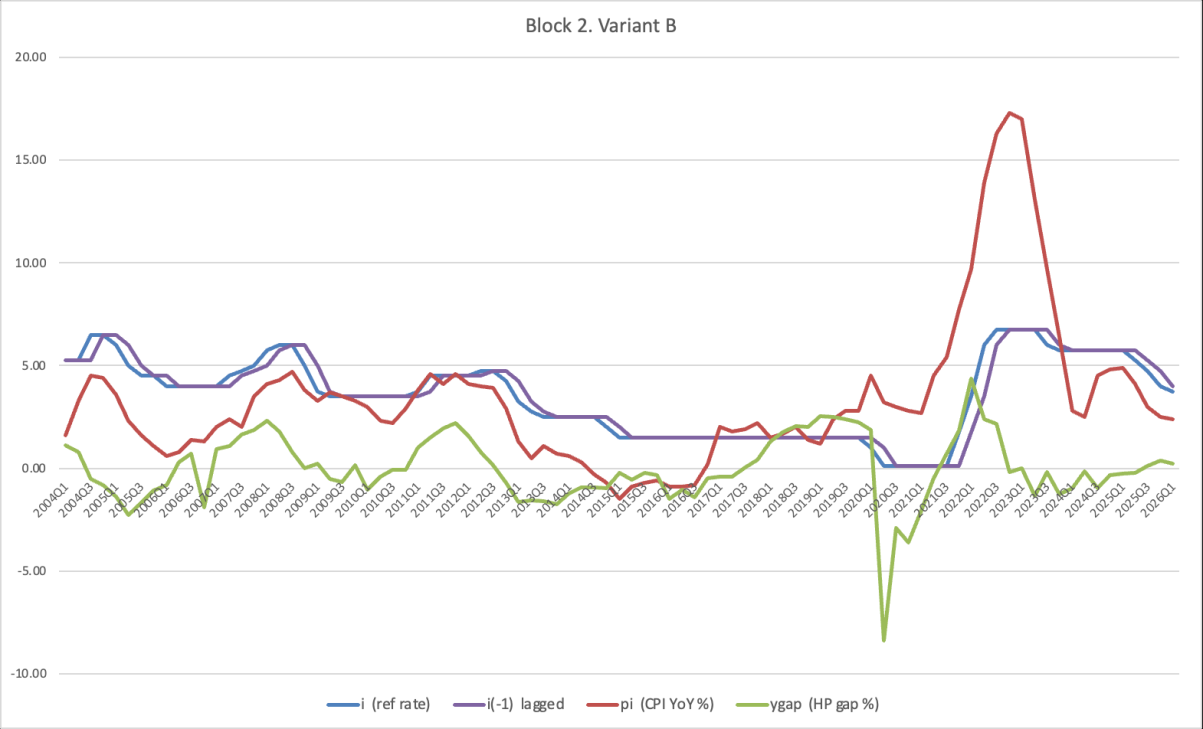 Block 2. Variant B
20.00
15.00
10.00
5.00
0.00
-5.00
-10.00
2004Q1
2004Q3
2005Q1
2005Q3
2006Q1
2006Q3
2007Q1
2007Q3
2008Q1
2008Q3
2009Q1
2009Q3
2010Q1
2010Q3
2011Q1
2011Q3
2012Q1
2012Q3
2013Q1
2013Q3
2014Q1
2014Q3
2015Q1
2015Q3
2016Q1
2016Q3
2017Q1
2017Q3
2018Q1
2018Q3
2019Q1
2019Q3
2020Q1
2020Q3
2021Q1
2021Q3
2022Q1
2022Q3
2023Q1
2023Q3
2024Q1
2024Q3
2025Q1
2025Q3
2026Q1
i (ref rate)
i(-1) lagged
pi (CPI YoY %)
ygap (HP gap %)